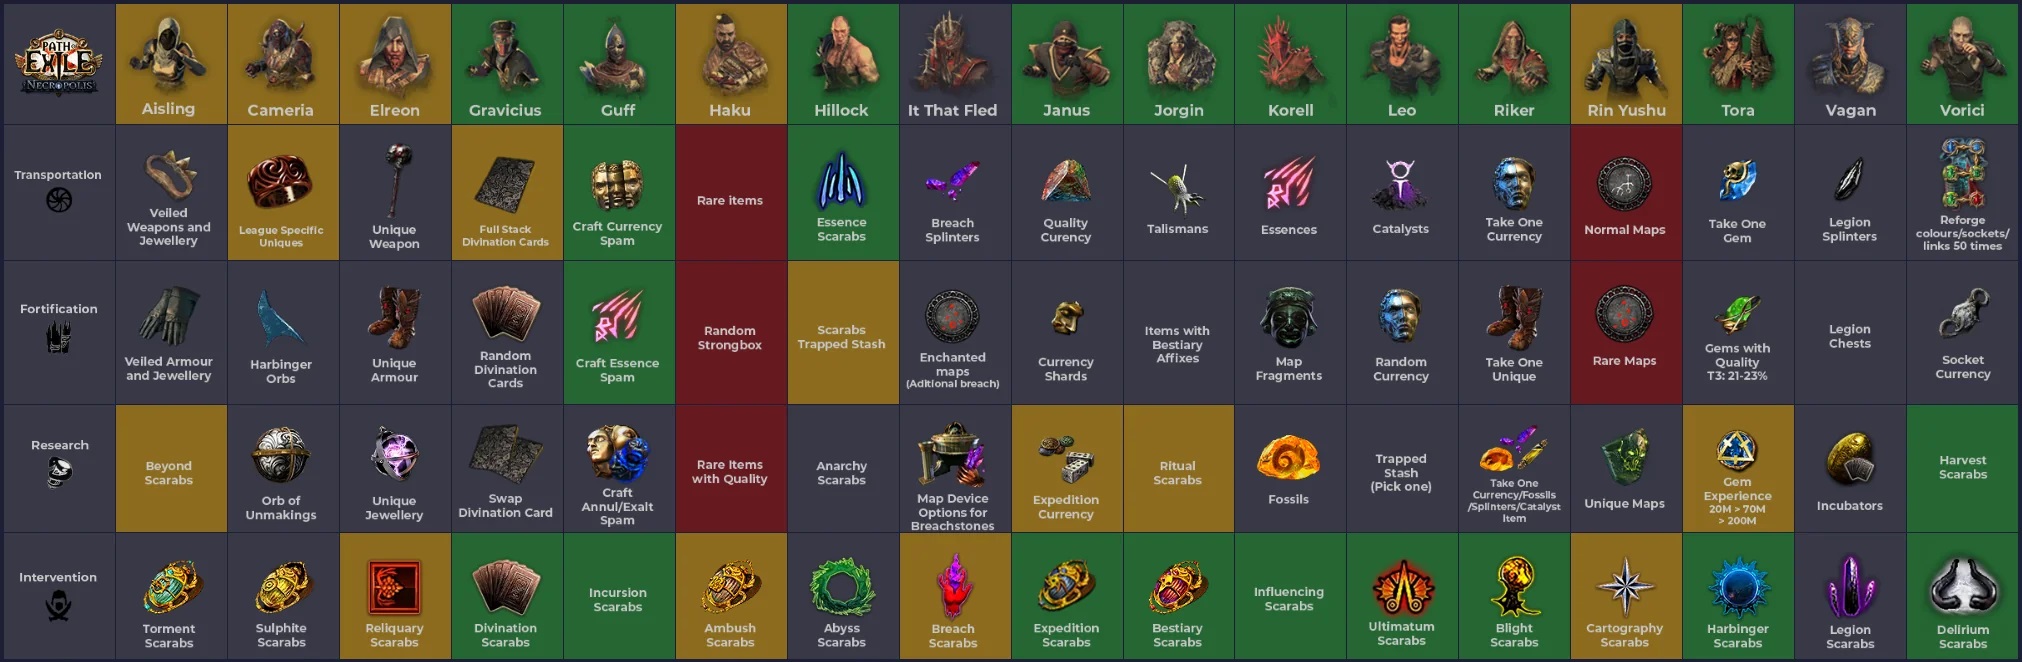 PATH OF
EXILE
NECROPOLIS
Aisling
Cameria
Elreon
Gravicius
Guff
Haku
Hillock
It That Fled
Janus
Jorgin
Korell
Leo
Riker
Rin Yushu
Tora
Vagan
Vorici
Transportation
Veiled
Weapons and
Jewellery
League Specific
Uniques
Unique
Weapon
Full Stack
Divination Cards
Craft Currency
Spam
Rare items
Essence
Scarabs
Breach
Splinters
Quality
Curency
Talismans
Essences
Catalysts
Take One
Currency
Normal Maps
Take One
Gem
Legion
Splinters
Reforge
colours/sockets/
links 50 times
Fortification
Veiled Armour
and Jewellery
Harbinger
Orbs
Unique
Armour
Random
Divination
Cards
Craft Essence
Spam
Random
Strongbox
Scarabs
Trapped Stash
Enchanted
maps
(Aditional breach)
Currency
Shards
Items with
Bestiary
Affixes
Map
Fragments
Random
Currency
Take One
Unique
Rare Maps
Gems with
Quality
T3: 21-23%
Legion
Chests
Socket
Currency
Research
Beyond
Scarabs
Orb of
Unmakings
Unique
Jewellery
Swap
Divination Card
Craft
Annul/Exalt
Spam
Rare Items
with Quality
Anarchy
Scarabs
Map Device
Options for
Breachstones
Expedition
Currency
Ritual
Scarabs
Fossils
Trapped
Stash
(Pick one)
Take One
Currency/Fossils
/Splinters/Catalyst
Item
Unique Maps
Gem
Experience
20M > 70M
> 200M
Incubators
Harvest
Scarabs
Intervention
Torment
Scarabs
Sulphite
Scarabs
Reliquary
Scarabs
Divination
Scarabs
Incursion
Scarabs
Ambush
Scarabs
Abyss
Scarabs
Breach
Scarabs
Expedition
Scarabs
Bestiary
Scarabs
Influencing
Scarabs
Ultimatum
Scarabs
Blight
Scarabs
Cartography
Scarabs
Harbinger
Scarabs
Legion
Scarabs
Delirium
Scarabs